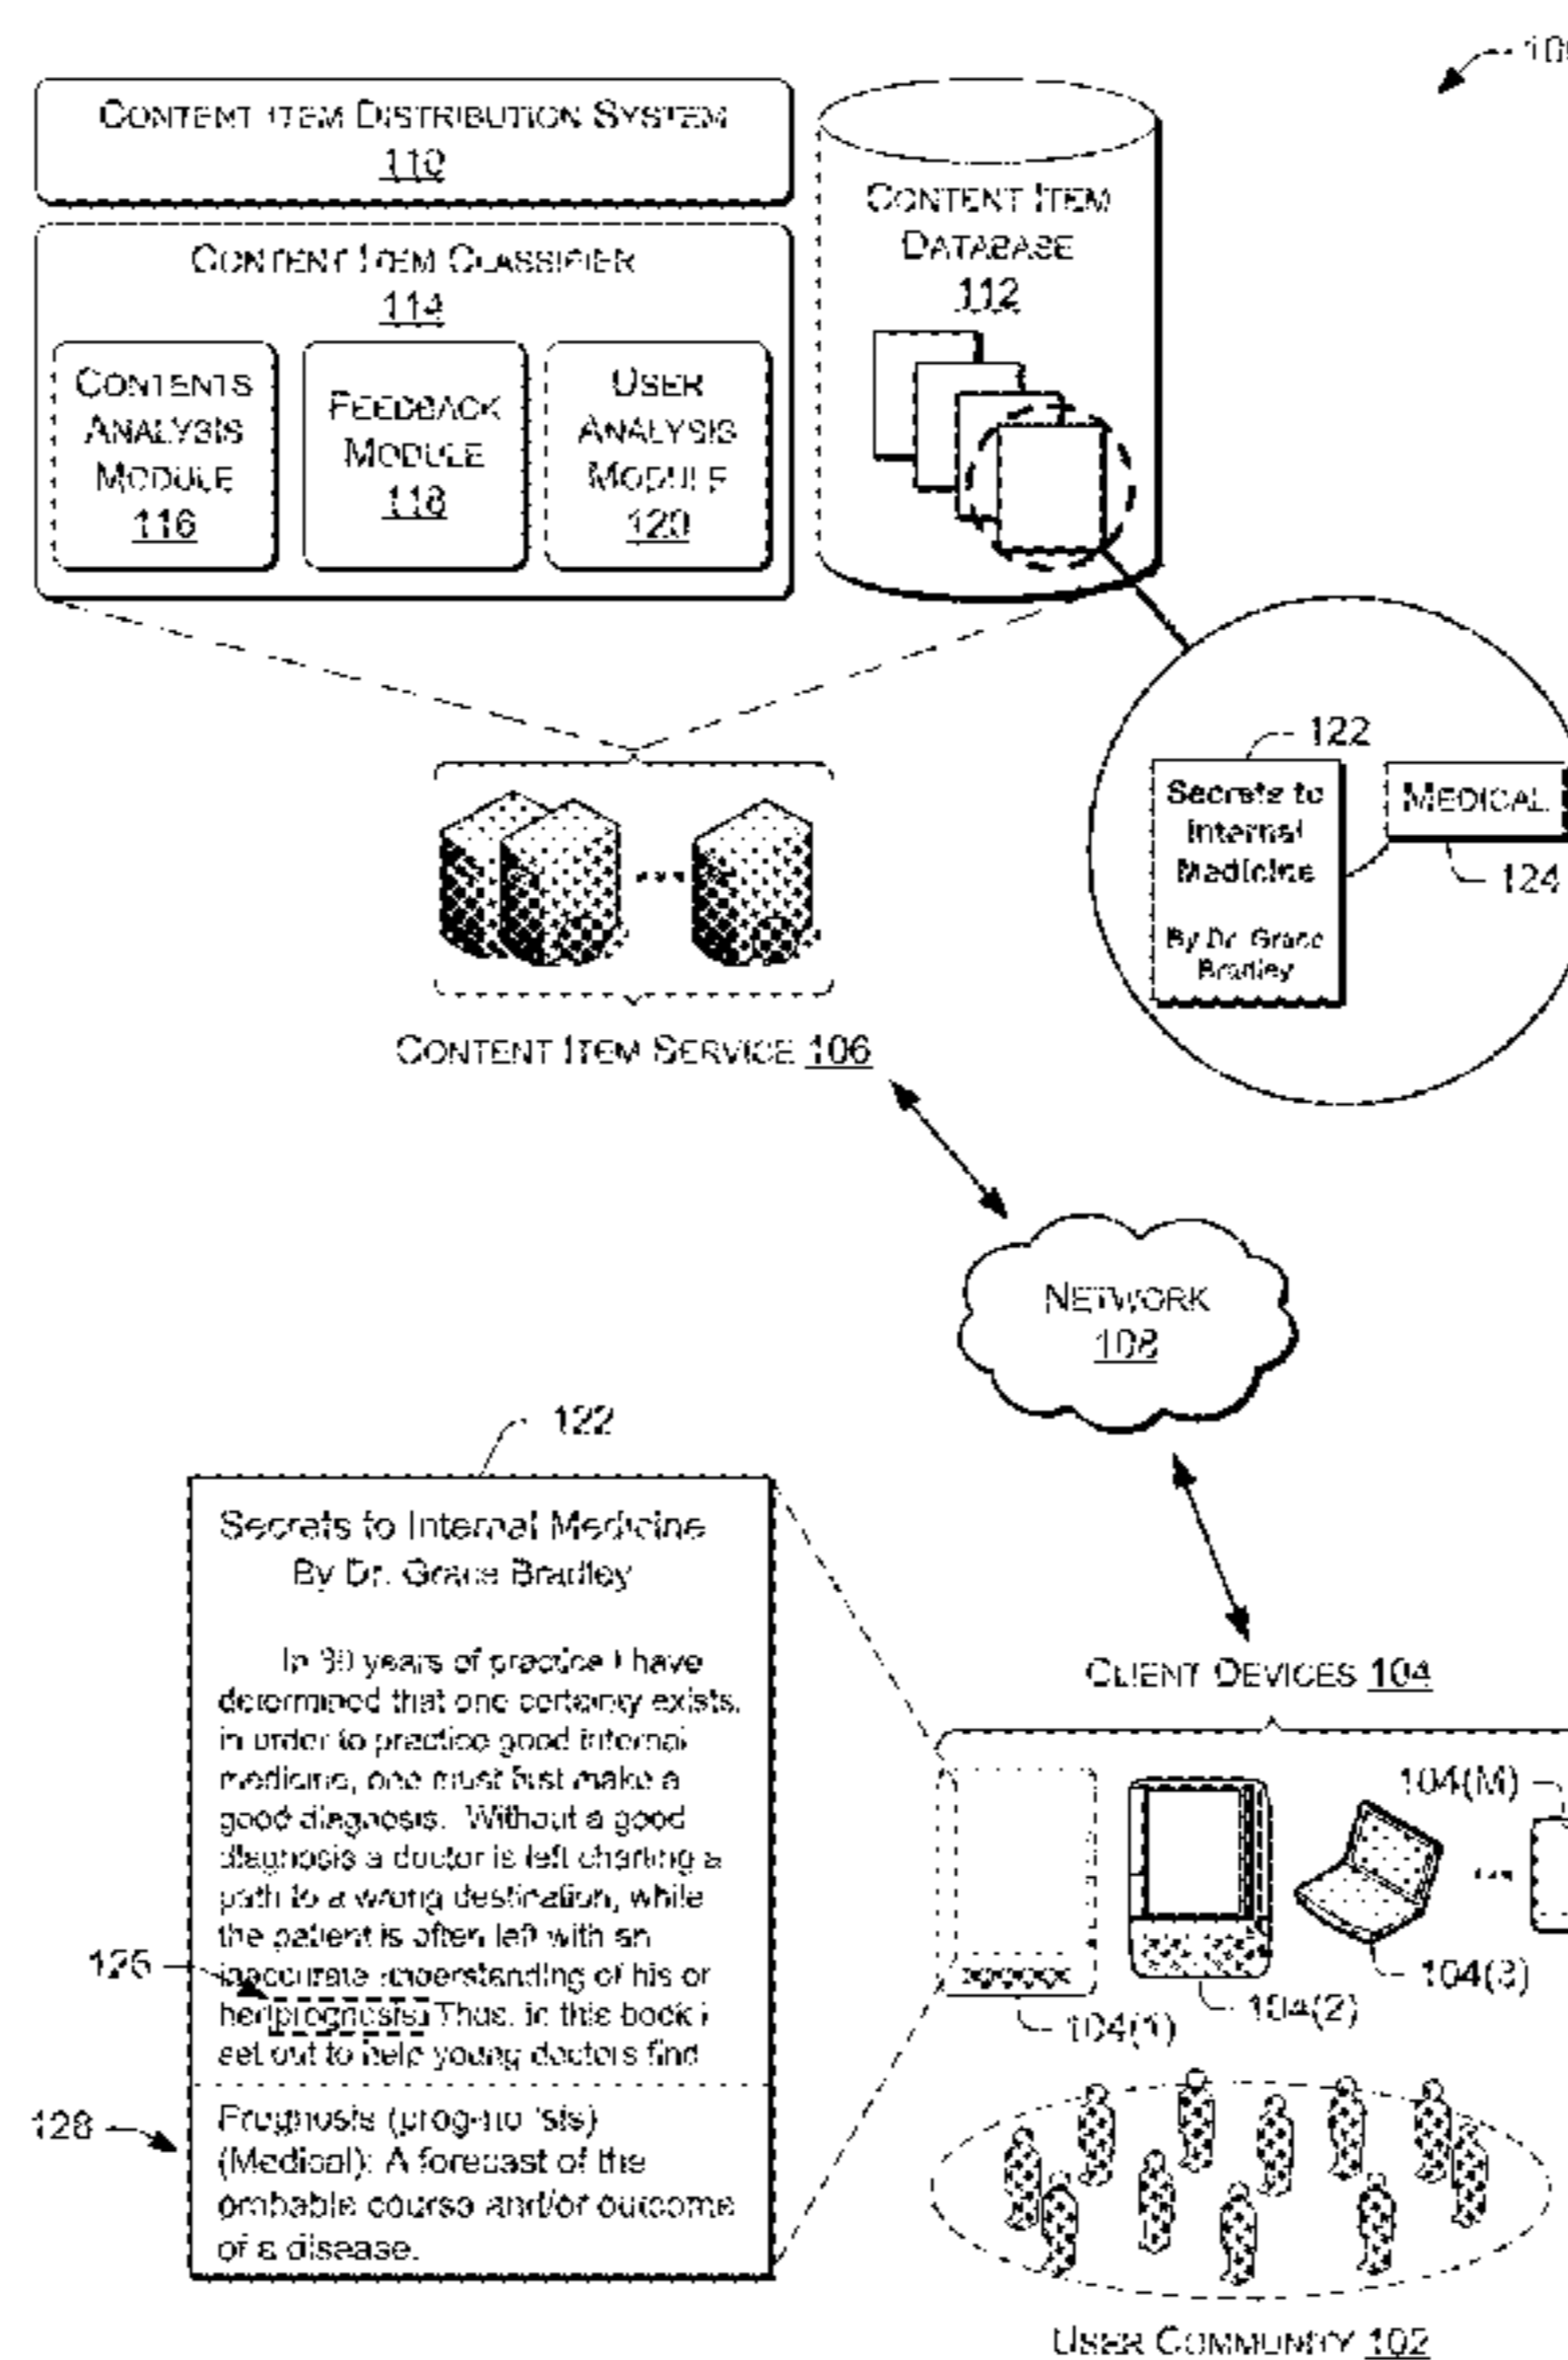 CONTENT ITEM DISTRIBUTION SYSTEM
110
CONTENT ITEM CLASSIFIER
114
CONTENTS
ANALYSIS
MODULE
116
FEEDBACK
MODULE
118
USER
ANALYSIS
MODULE
120
CONTENT ITEM
DATABASE
112
122
Secrets to
Internal
Medicine
By Dr. Grace
Bradley
MEDICAL
124
CONTENT ITEM SERVICE 106
NETWORK
108
122
Secrets to Internal Medicine
By Dr. Grace Bradley
In 30 years of practice I have
determined that one certainty exists,
in order to practice good internal
medicine, one must first make a
good diagnosis. Without a good
diagnosis a doctor is left charting a
path to a wrong destination, while
the patient is often left with an
inaccurate understanding of his or
her prognosis. Thus, in this book I
set out to help young doctors find
126
128
Prognosis (prog-no 'sis)
(Medical): A forecast of the
probable course and/or outcome
of a disease.
CLIENT DEVICES 104
104(M)
104(1)
104(2)
104(3)
USER COMMUNITY 102